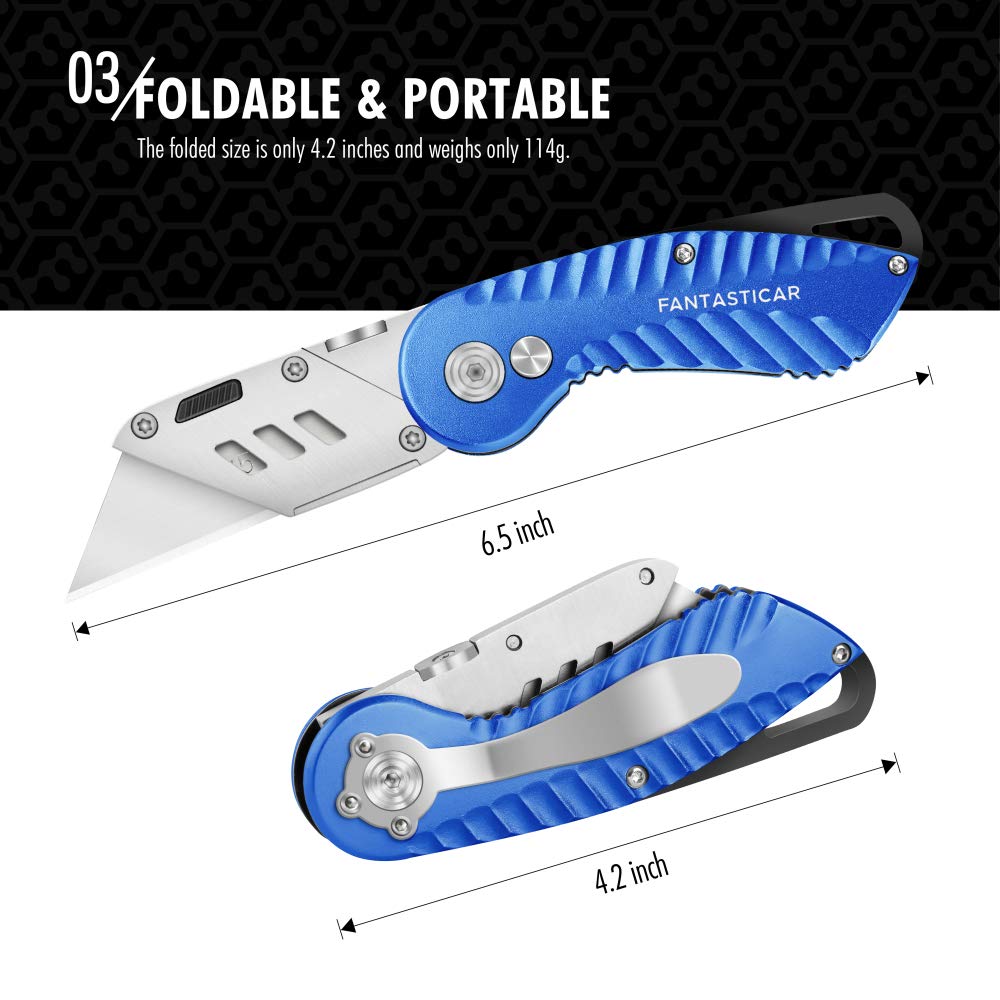 03/FOLDABLE & PORTABLE
The folded size is only 4.2 inches and weighs only 114g.
FANTASTICAR
6.5 inch
4.2 inch